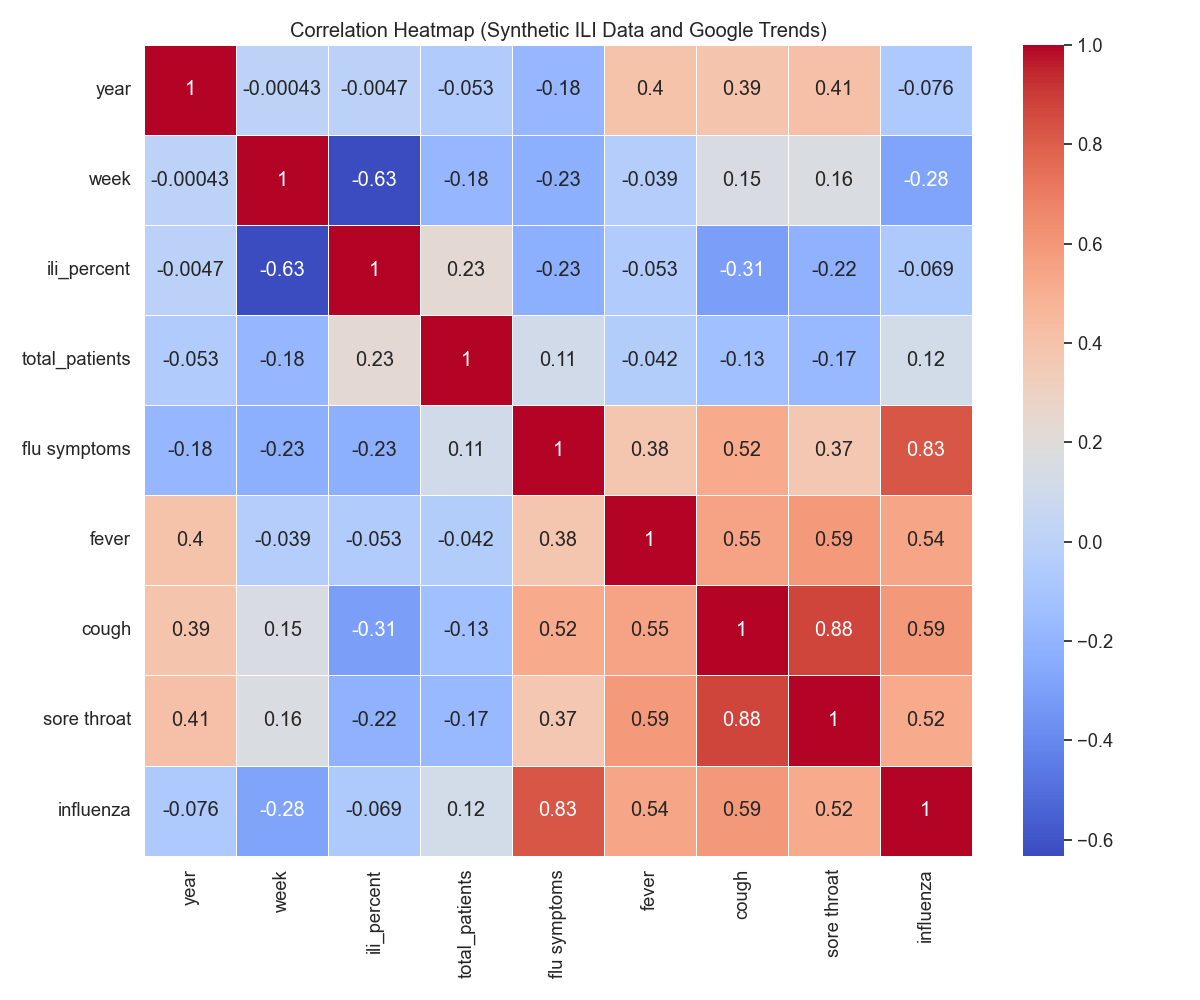 Correlation Heatmap (Synthetic ILI Data and Google Trends)
year 1 -0.00043 -0.0047 -0.053 -0.18 0.4 0.39 0.41 -0.076
week -0.00043 1 -0.63 -0.18 -0.23 -0.039 0.15 0.16 -0.28
ili_percent -0.0047 -0.63 1 0.23 -0.23 -0.053 -0.31 -0.22 -0.069
total_patients -0.053 -0.18 0.23 1 0.11 -0.042 -0.13 -0.17 0.12
flu symptoms -0.18 -0.23 -0.23 0.11 1 0.38 0.52 0.37 0.83
fever 0.4 -0.039 -0.053 -0.042 0.38 1 0.55 0.59 0.54
cough 0.39 0.15 -0.31 -0.13 0.52 0.55 1 0.88 0.59
sore throat 0.41 0.16 -0.22 -0.17 0.37 0.59 0.88 1 0.52
influenza -0.076 -0.28 -0.069 0.12 0.83 0.54 0.59 0.52 1
year week ili_percent total_patients flu symptoms fever cough sore throat influenza
1.0
0.8
0.6
0.4
0.2
0.0
−0.2
−0.4
−0.6